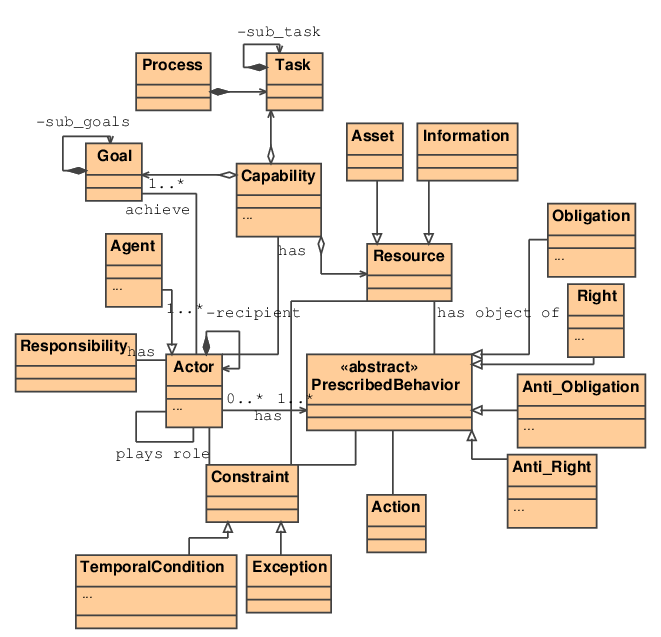 -sub_task
Process
Task
-sub_goals
Goal
Asset
Information
1..*
Capability
...
achieve
Obligation
...
Agent
...
has
Resource
Right
...
1..*
-recipient
has object of
Responsibility
has
Actor
...
«abstract»
PrescribedBehavior
Anti_Obligation
...
0..*
1..*
has
plays role
Constraint
Anti_Right
...
Action
TemporalCondition
...
Exception